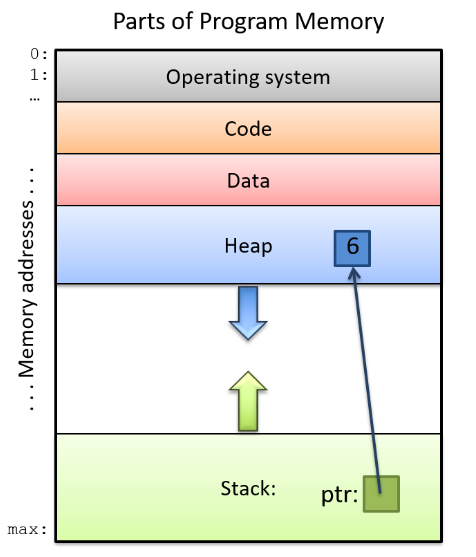 Parts of Program Memory
0:
1:
...
Operating system
Code
Data
Heap
6
. . . Memory addresses . . .
Stack:
ptr:
max: